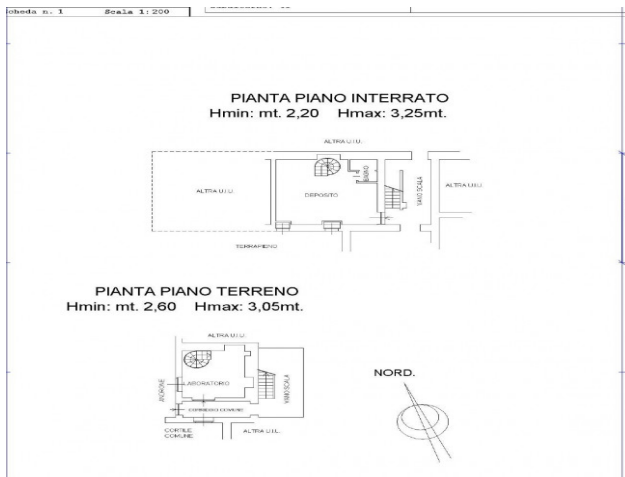 Scheda n. 1
Scala 1:200
PIANTA PIANO INTERRATO
Hmin: mt. 2,20 Hmax: 3,25mt.
ALTRA U.I.U.
ALTRA U.I.U.
DEPOSITO
BAGNO
VANO SCALA
ALTRA U.I.U.
TERRAPIENO
PIANTA PIANO TERRENO
Hmin: mt. 2,60 Hmax: 3,05mt.
ALTRA U.I.U.
NORD.
ANDRONE
LABORATORIO
VANO SCALA
CORRIDOIO COMUNE
CORTILE
COMUNE
ALTRA U.I.U.